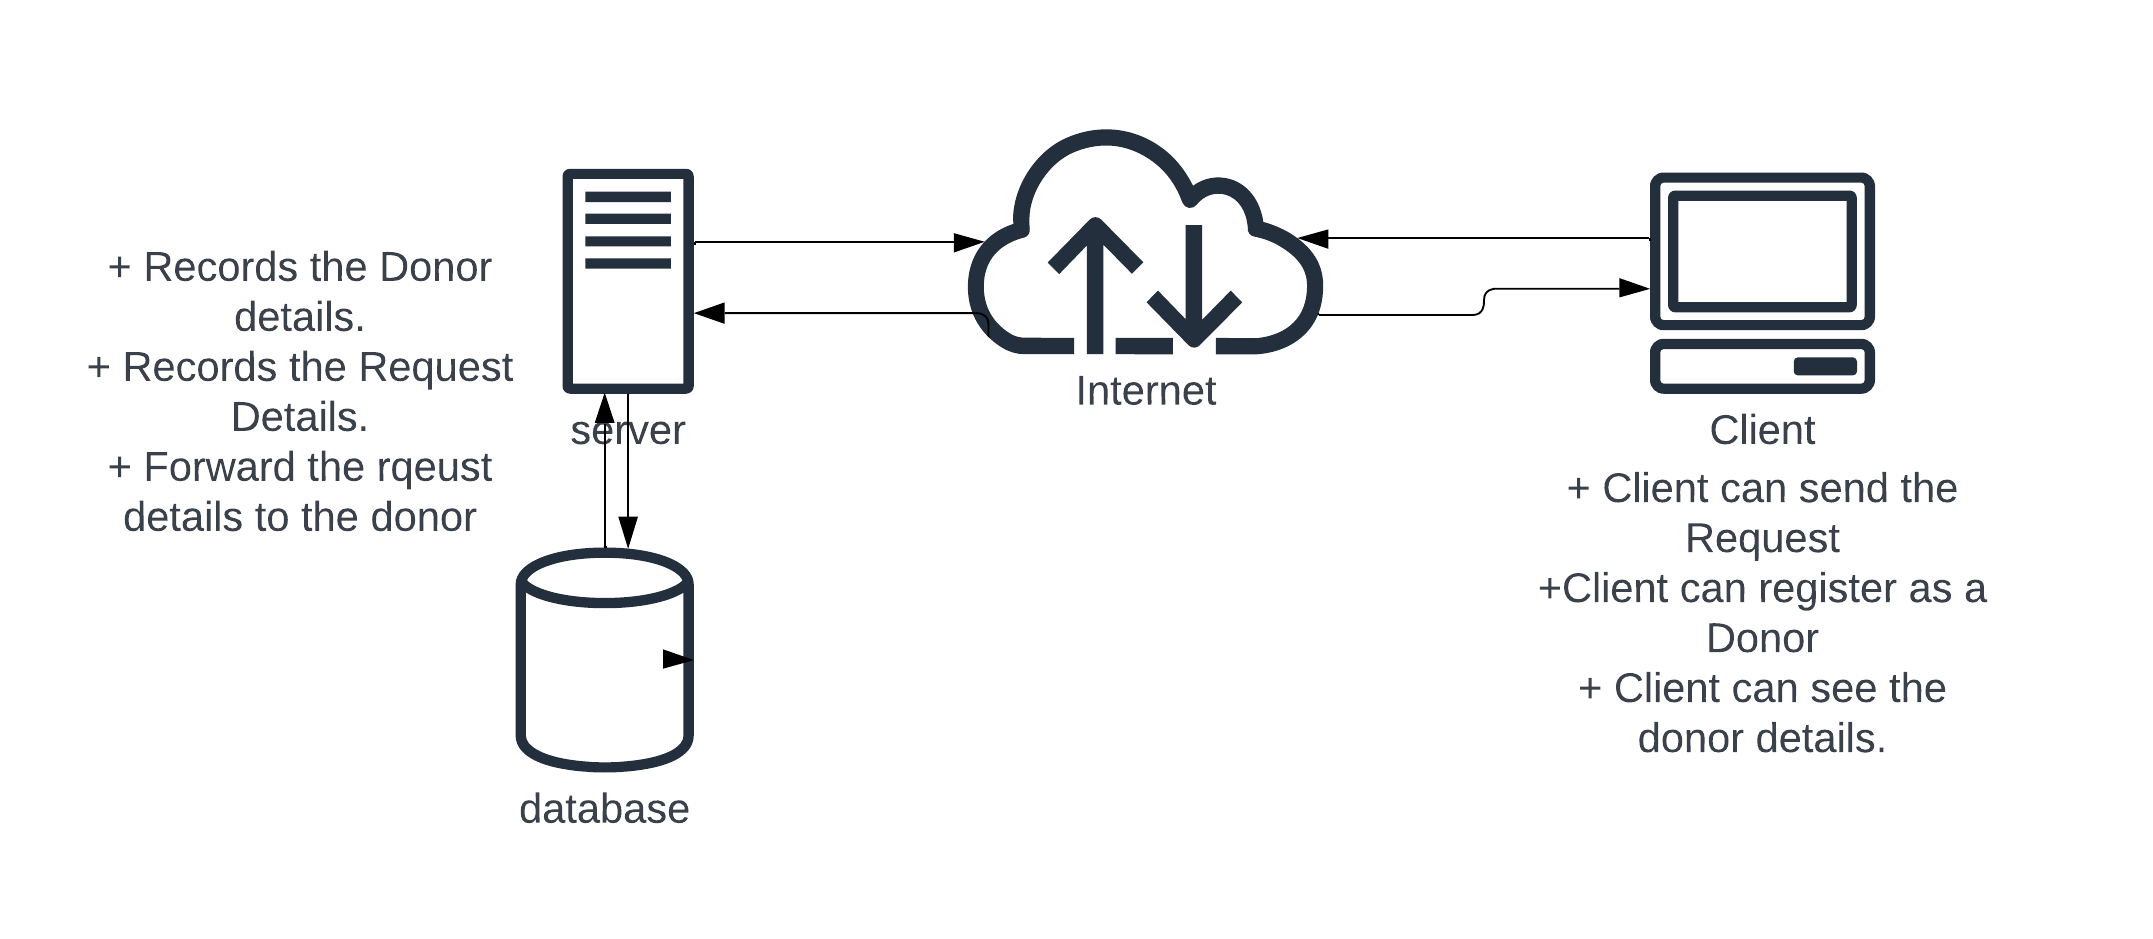 + Records the Donor
details.
+ Records the Request
Details.
+ Forward the rqeust
details to the donor
server
database
Internet
Client
+ Client can send the
Request
+Client can register as a
Donor
+ Client can see the
donor details.